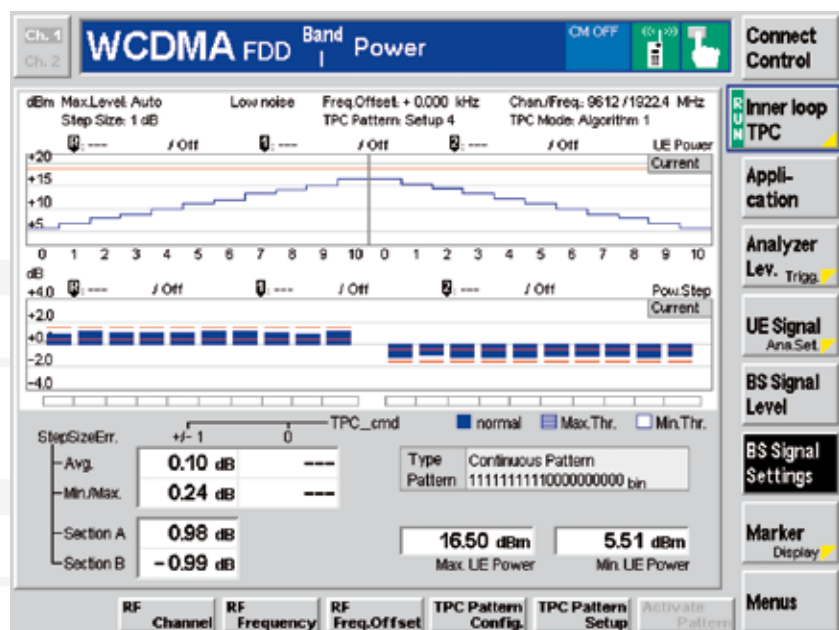 Ch. 1
Ch. 2
WCDMA FDD Band I Power
CM OFF
Connect Control
dBm Max.Level: Auto Low noise Freq.Offset: + 0.000 kHz Chan./Freq.: 9612 / 1922.4 MHz
Step Size: 1 dB TPC Pattern: Setup 4 TPC Mode: Algorithm 1
R: --- / Off 1: --- / Off 2: --- / Off UE Power
Current
+20
+15
+10
+5
0 1 2 3 4 5 6 7 8 9 10 0 1 2 3 4 5 6 7 8 9 10
dB
+4.0 R: --- / Off 1: --- / Off 2: --- / Off Pow.Step
Current
+2.0
+0.0
-2.0
-4.0
TPC_cmd normal Max.Thr. Min.Thr.
StepSizeErr. +/- 1 0
Avg. 0.10 dB ---
Min./Max. 0.24 dB ---
Section A 0.98 dB
Section B -0.99 dB
Type Continuous Pattern
Pattern 11111111110000000000 bin
16.50 dBm 5.51 dBm
Max. UE Power Min. UE Power
RF Channel
RF Frequency
RF Freq.Offset
TPC Pattern Config.
TPC Pattern Setup
Activate Pattern
RUN
Inner loop TPC
Appli-
cation
Analyzer
Lev. Trigg.
UE Signal
Ana.Set.
BS Signal
Level
BS Signal
Settings
Marker
Display
Menus